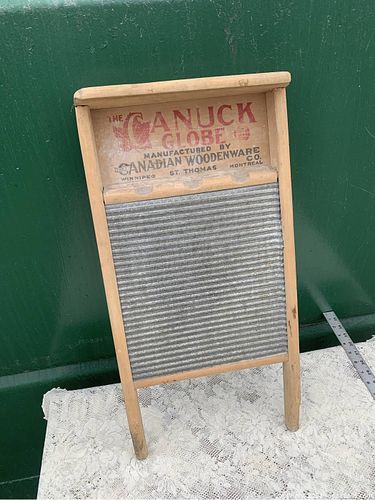 THE CANUCK
GLOBE
MANUFACTURED BY
CANADIAN WOODENWARE CO.
WINNIPEG ST. THOMAS MONTREAL